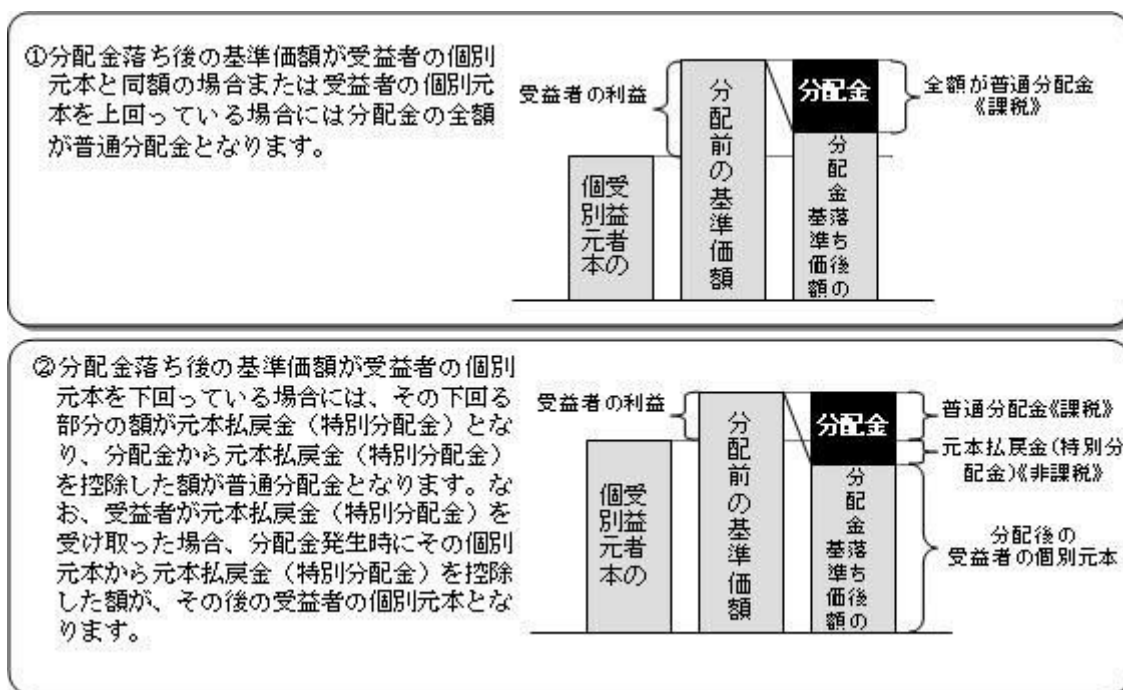 ①分配金落ち後の基準価額が受益者の個別
元本と同額の場合または受益者の個別元
本を上回っている場合には分配金の全額
が普通分配金となります。
受益者の利益
受益者の
個別元本
分配前の基準価額
分配金
分配金落ち後の
基準価額
全額が普通分配金
《課税》
②分配金落ち後の基準価額が受益者の個別
元本を下回っている場合には、その下回る
部分の額が元本払戻金（特別分配金）とな
り、分配金から元本払戻金（特別分配金）
を控除した額が普通分配金となります。な
お、受益者が元本払戻金（特別分配金）を
受け取った場合、分配金発生時にその個別
元本から元本払戻金（特別分配金）を控除
した額が、その後の受益者の個別元本とな
ります。
受益者の利益
受益者の
個別元本
分配前の基準価額
分配金
分配金落ち後の
基準価額
普通分配金《課税》
元本払戻金(特別分
配金)《非課税》
分配後の
受益者の個別元本